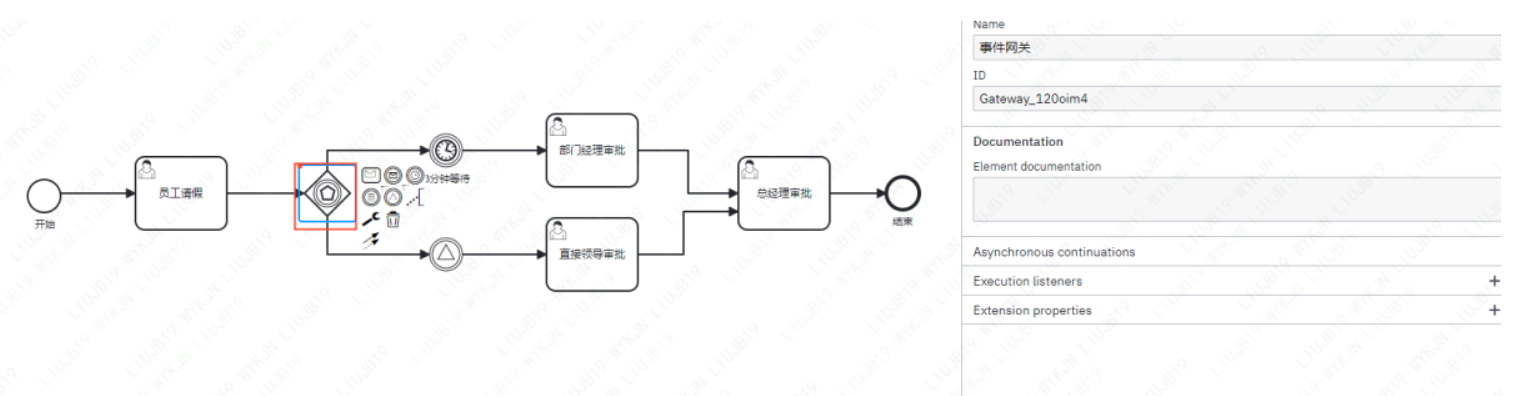 开始
员工请假
3分钟等待
部门经理审批
直接领导审批
总经理审批
结束
Name
事件网关
ID
Gateway_120oim4
Documentation
Element documentation
Asynchronous continuations
Execution listeners
Extension properties